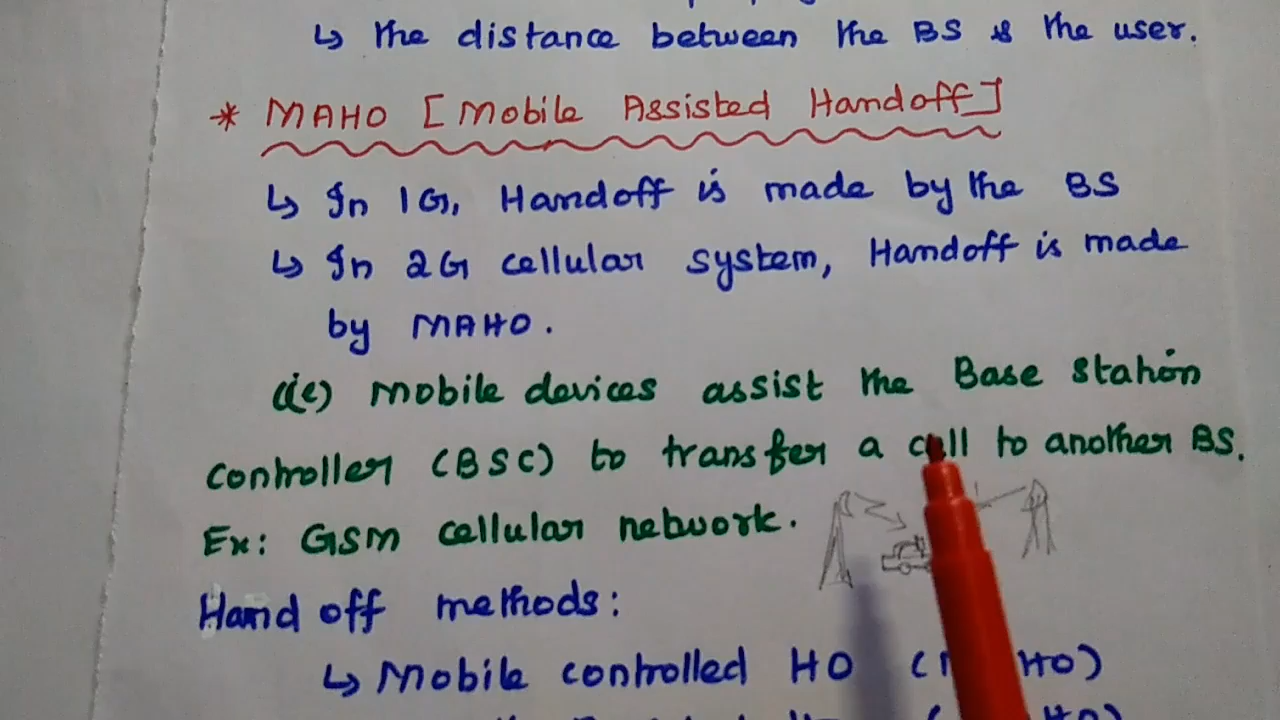 ↳ the distance between the BS & the user.
* MAHO [Mobile Assisted Handoff]
↳ In 1G, Handoff is made by the BS
↳ In 2G cellular system, Handoff is made
by MAHO.
(ie) Mobile devices assist the Base station
controller (BSC) to transfer a call to another BS.
Ex: GSM cellular network.
Hand off methods:
↳ Mobile controlled HO ( HO)